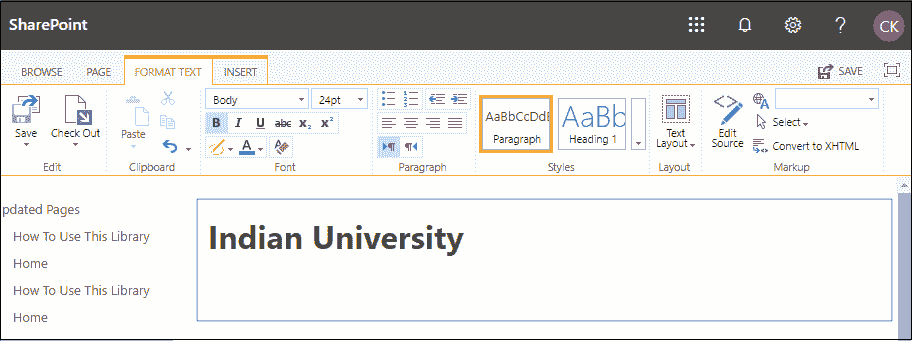 SharePoint
? CK
BROWSE PAGE FORMAT TEXT INSERT SAVE
Save Check Out Paste
Body 24pt
B I U abc x₂ x²
A
AaBbCcDdE Paragraph
AaBb Heading 1
Text Layout
Edit Source
A
Select
Convert to XHTML
Edit Clipboard Font Paragraph Styles Layout Markup
pdated Pages
How To Use This Library
Home
How To Use This Library
Home
Indian University